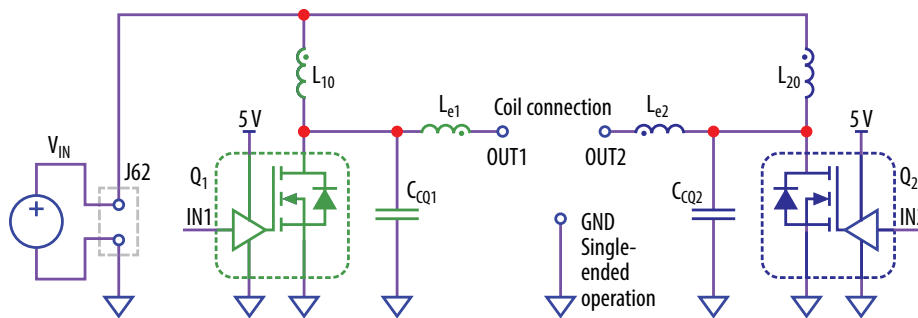 L10
L20
Le1
Coil connection
Le2
5 V
5 V
VIN
J62
OUT1
OUT2
Q1
Q2
CCQ1
CCQ2
IN1
GND
Single-
ended
operation